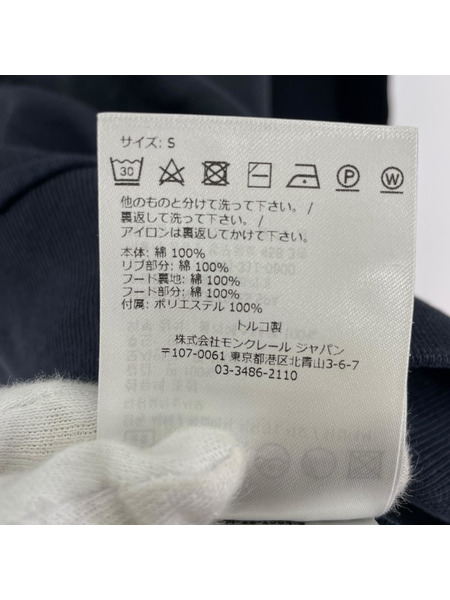 サイズ: S
30 P W
他のものと分けて洗って下さい。/
裏返して洗って下さい。/
アイロンは裏返してかけて下さい。
本体: 綿 100%
リブ部分: 綿 100%
フード裏地: 綿 100%
フード部分: 綿 100%
付属: ポリエステル 100%
トルコ製
株式会社モンクレール ジャパン
〒107-0061 東京都港区北青山3-6-7
03-3486-2110